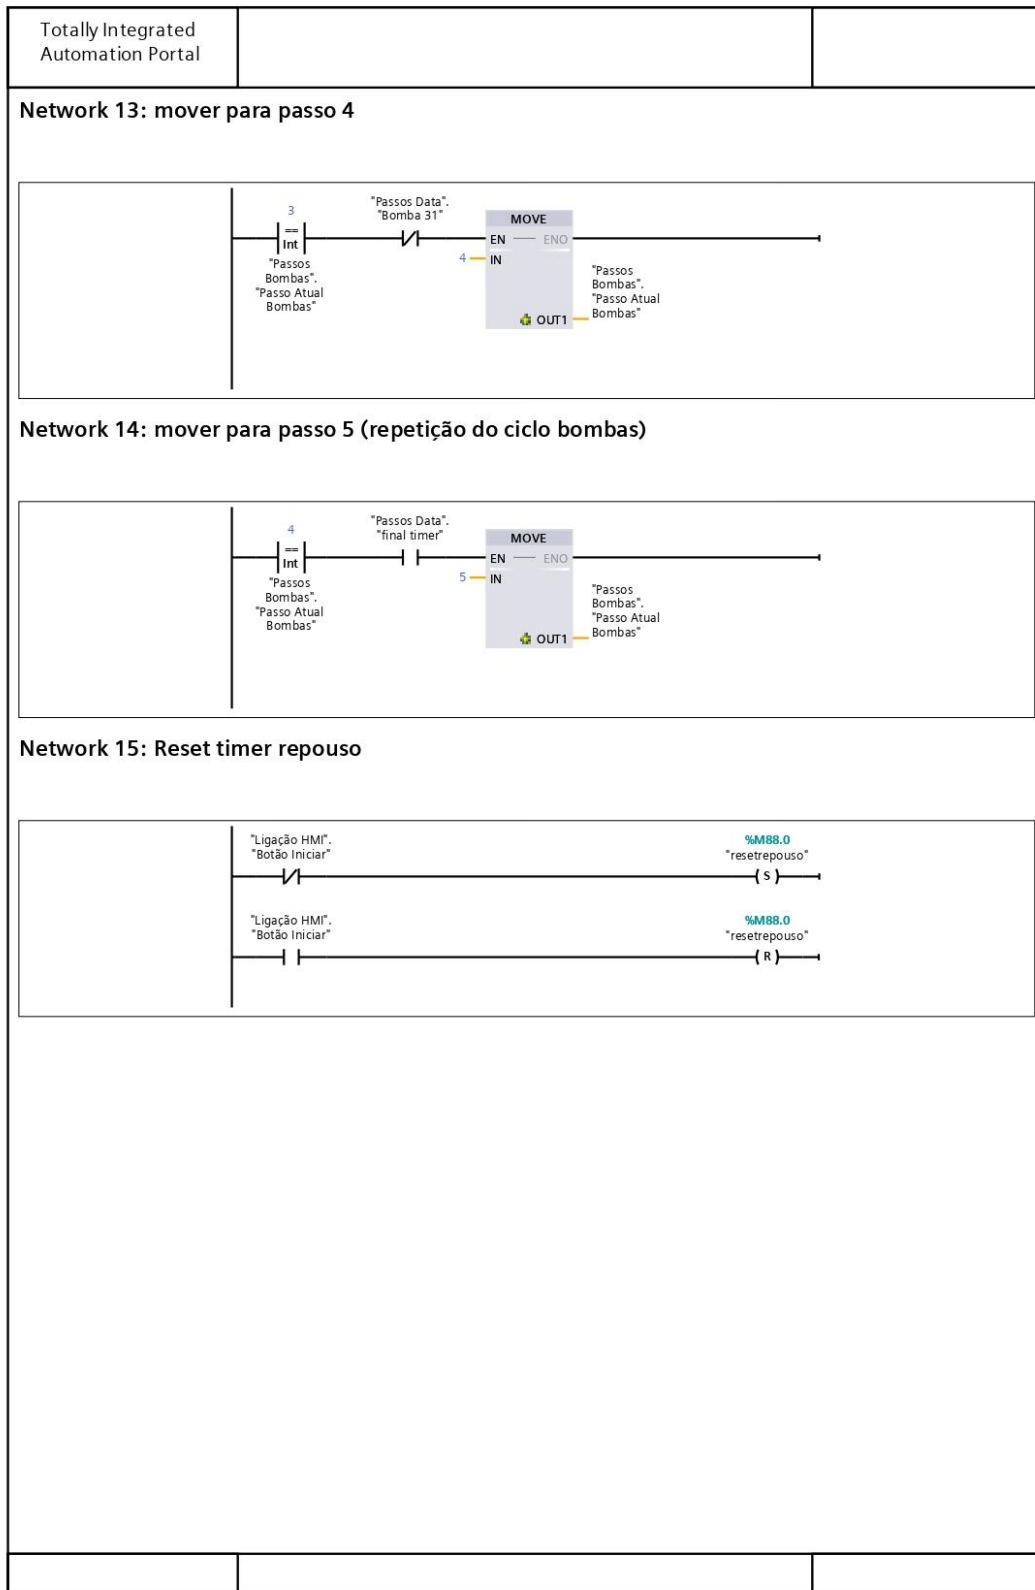 Totally Integrated
Automation Portal
Network 13: mover para passo 4
3
==
Int
"Passos
Bombas".
"Passo Atual
Bombas"
"Passos Data".
"Bomba 31"
MOVE
EN ENO
4 IN
OUT1
"Passos
Bombas".
"Passo Atual
Bombas"
Network 14: mover para passo 5 (repetição do ciclo bombas)
4
==
Int
"Passos
Bombas".
"Passo Atual
Bombas"
"Passos Data".
"final timer"
MOVE
EN ENO
5 IN
OUT1
"Passos
Bombas".
"Passo Atual
Bombas"
Network 15: Reset timer repouso
"Ligação HMI".
"Botão Iniciar"
%M88.0
"resetrepouso"
S
"Ligação HMI".
"Botão Iniciar"
%M88.0
"resetrepouso"
R